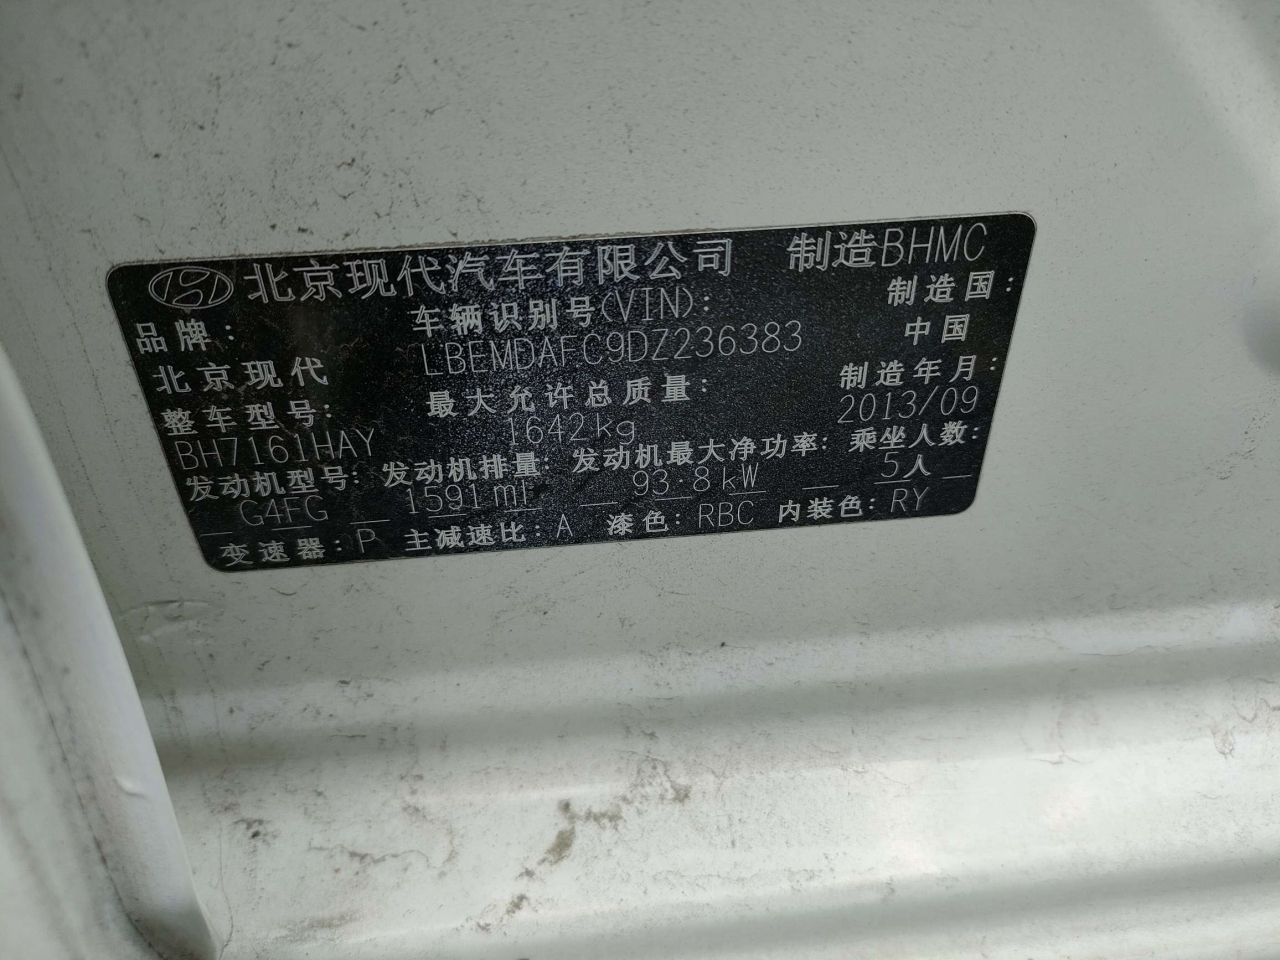 北京现代汽车有限公司 制造BHMC
品牌: 车辆识别号(VIN): 制造国:
北京现代 LBEMDAFC9DZ236383 中国
整车型号: 最大允许总质量: 制造年月:
BH7161HAY 1642kg 2013/09
发动机型号: 发动机排量: 发动机最大净功率: 乘坐人数:
G4FG 1591ml 93.8kW 5人
变速器: P 主减速比: A 漆色: RBC 内装色: RY